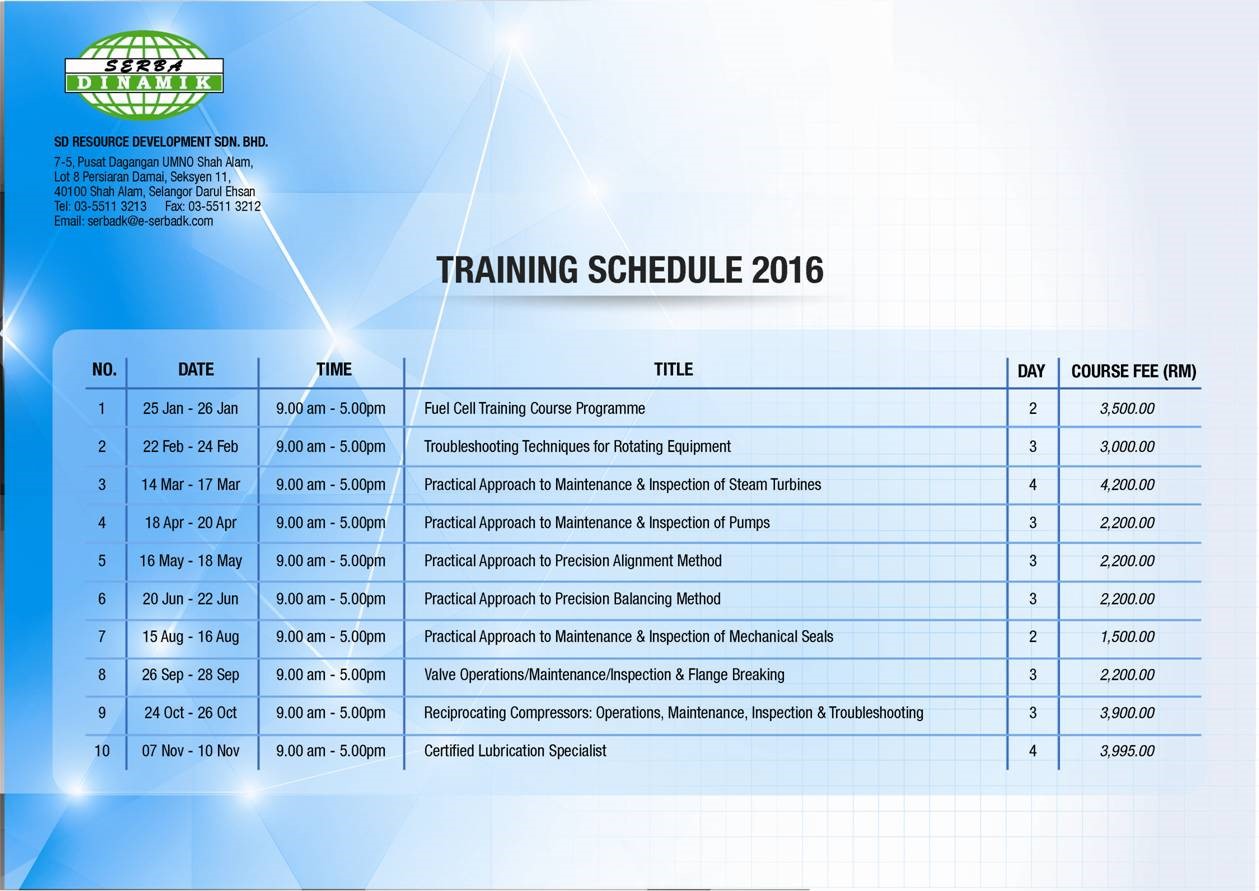 SERBA
DINAMIK
SD RESOURCE DEVELOPMENT SDN. BHD.
7-5, Pusat Dagangan UMNO Shah Alam,
Lot 8 Persiaran Damai, Seksyen 11,
40100 Shah Alam, Selangor Darul Ehsan
Tel: 03-5511 3213 Fax: 03-5511 3212
Email: serbadk@e-serbadk.com
TRAINING SCHEDULE 2016
NO. DATE TIME TITLE DAY COURSE FEE (RM)
1 25 Jan - 26 Jan 9.00 am - 5.00pm Fuel Cell Training Course Programme 2 3,500.00
2 22 Feb - 24 Feb 9.00 am - 5.00pm Troubleshooting Techniques for Rotating Equipment 3 3,000.00
3 14 Mar - 17 Mar 9.00 am - 5.00pm Practical Approach to Maintenance & Inspection of Steam Turbines 4 4,200.00
4 18 Apr - 20 Apr 9.00 am - 5.00pm Practical Approach to Maintenance & Inspection of Pumps 3 2,200.00
5 16 May - 18 May 9.00 am - 5.00pm Practical Approach to Precision Alignment Method 3 2,200.00
6 20 Jun - 22 Jun 9.00 am - 5.00pm Practical Approach to Precision Balancing Method 3 2,200.00
7 15 Aug - 16 Aug 9.00 am - 5.00pm Practical Approach to Maintenance & Inspection of Mechanical Seals 2 1,500.00
8 26 Sep - 28 Sep 9.00 am - 5.00pm Valve Operations/Maintenance/Inspection & Flange Breaking 3 2,200.00
9 24 Oct - 26 Oct 9.00 am - 5.00pm Reciprocating Compressors: Operations, Maintenance, Inspection & Troubleshooting 3 3,900.00
10 07 Nov - 10 Nov 9.00 am - 5.00pm Certified Lubrication Specialist 4 3,995.00